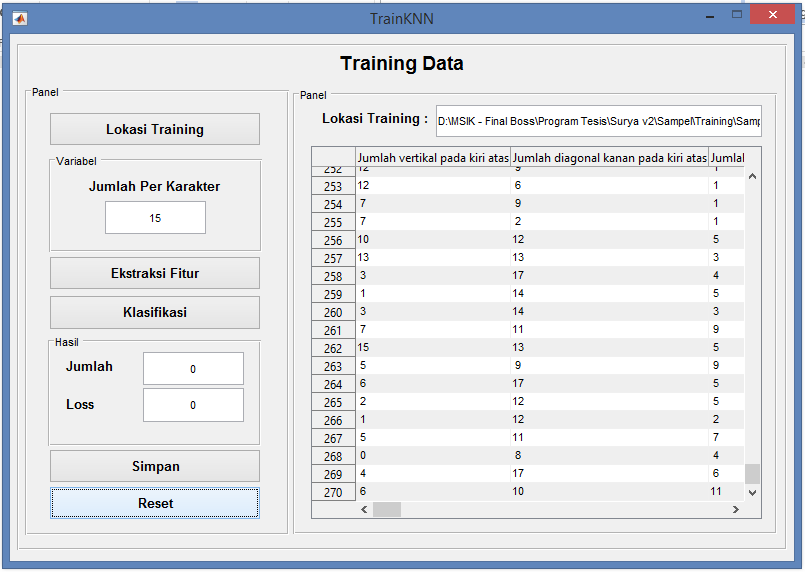 TrainKNN
Training Data
Panel
Lokasi Training
Variabel
Jumlah Per Karakter
15
Ekstraksi Fitur
Klasifikasi
Hasil
Jumlah 0
Loss 0
Simpan
Reset
Panel
Lokasi Training : D:\MSIK - Final Boss\Program Tesis\Surya v2\Sampel\Training\Samp
Jumlah vertikal pada kiri atas Jumlah diagonal kanan pada kiri atas Jumlal
252 12 9 1
253 12 6 1
254 7 9 1
255 7 2 1
256 10 12 5
257 13 13 3
258 3 17 4
259 1 14 5
260 3 14 3
261 7 11 9
262 15 13 5
263 5 9 9
264 6 17 5
265 2 12 5
266 1 12 2
267 5 11 7
268 0 8 4
269 4 17 6
270 6 10 11